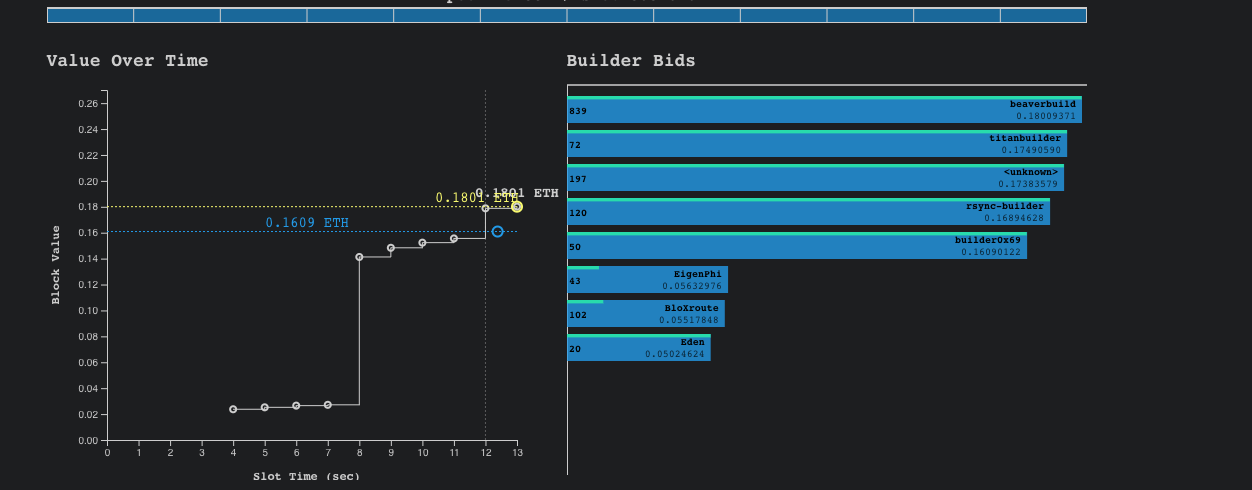 Value Over Time
Builder Bids
0.26
0.24
0.22
0.20
0.18
0.16
0.14
0.12
0.10
0.08
0.06
0.04
0.02
0.00
Block Value
0.1801 ETH
0.1801 ETH
0.1609 ETH
0 1 2 3 4 5 6 7 8 9 10 11 12 13
Slot Time (sec)
839 beaverbuild
0.18009371
72 titanbuilder
0.17490590
197 <unknown>
0.17383579
120 rsync-builder
0.16894628
50 builder0x69
0.16090122
43 EigenPhi
0.05632976
102 BloXroute
0.05517848
20 Eden
0.05024624